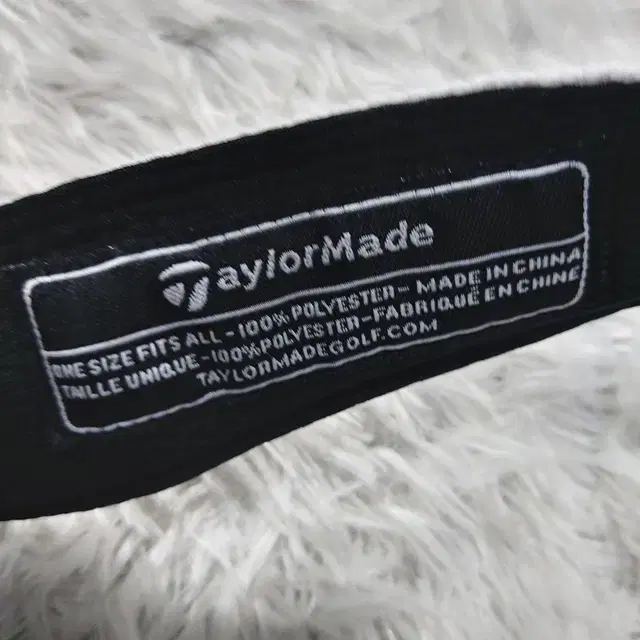 TaylorMade
ONE SIZE FITS ALL - 100% POLYESTER - MADE IN CHINA
TAILLE UNIQUE - 100% POLYESTER - FABRIQUÉ EN CHINE
TAYLORMADEGOLF.COM